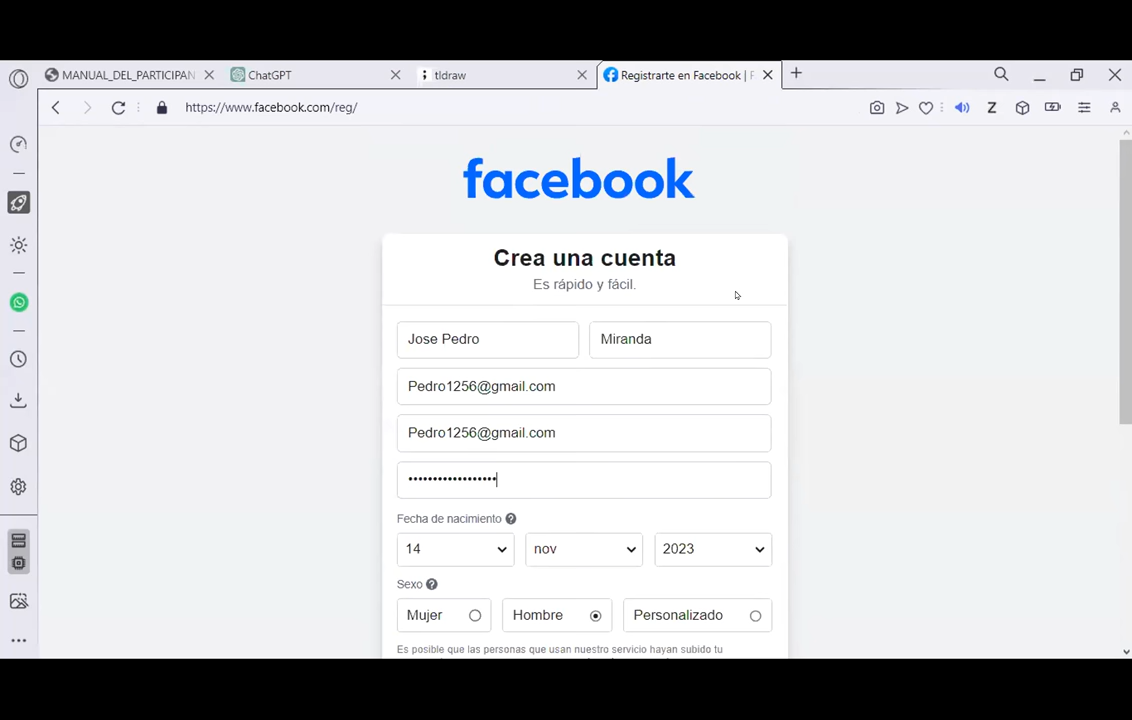 MANUAL_DEL_PARTICIPAN
ChatGPT
tldraw
Registrarte en Facebook | F
https://www.facebook.com/reg/
Z
facebook
Crea una cuenta
Es rápido y fácil.
Jose Pedro Miranda
Pedro1256@gmail.com
Pedro1256@gmail.com
Fecha de nacimiento
14 nov 2023
Sexo
Mujer Hombre Personalizado
Es posible que las personas que usan nuestro servicio hayan subido tu